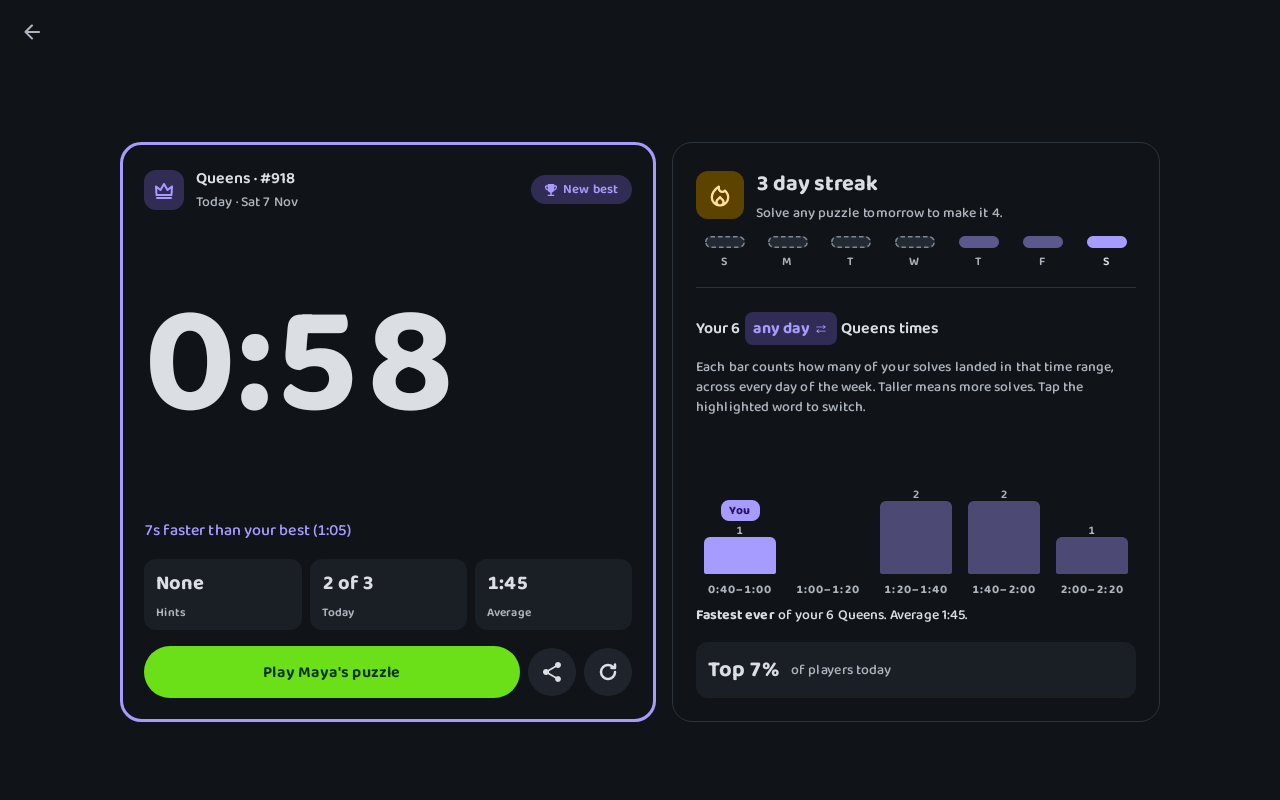 Queens · #918
Today · Sat 7 Nov
New best
0:58
7s faster than your best (1:05)
None
Hints
2 of 3
Today
1:45
Average
Play Maya's puzzle
3 day streak
Solve any puzzle tomorrow to make it 4.
S M T W T F S
Your 6 any day Queens times
Each bar counts how many of your solves landed in that time range,
across every day of the week. Taller means more solves. Tap the
highlighted word to switch.
You
1
2
2
1
0:40–1:00 1:00–1:20 1:20–1:40 1:40–2:00 2:00–2:20
Fastest ever of your 6 Queens. Average 1:45.
Top 7% of players today